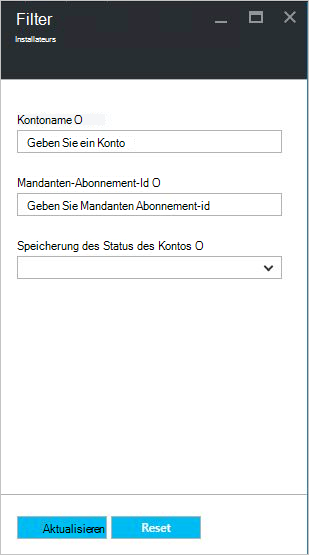 Filter
Installateurs
Kontoname O
Geben Sie ein Konto
Mandanten-Abonnement-Id O
Geben Sie Mandanten Abonnement-id
Speicherung des Status des Kontos O
Aktualisieren
Reset